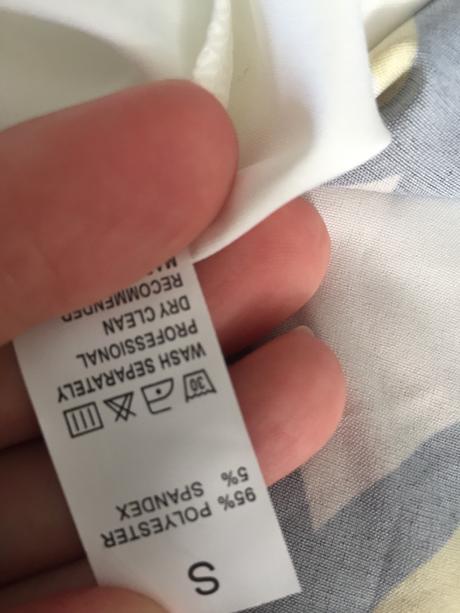 S
95% POLYESTER
5% SPANDEX
30
WASH SEPARATELY
PROFESSIONAL
DRY CLEAN
RECOMMENDED